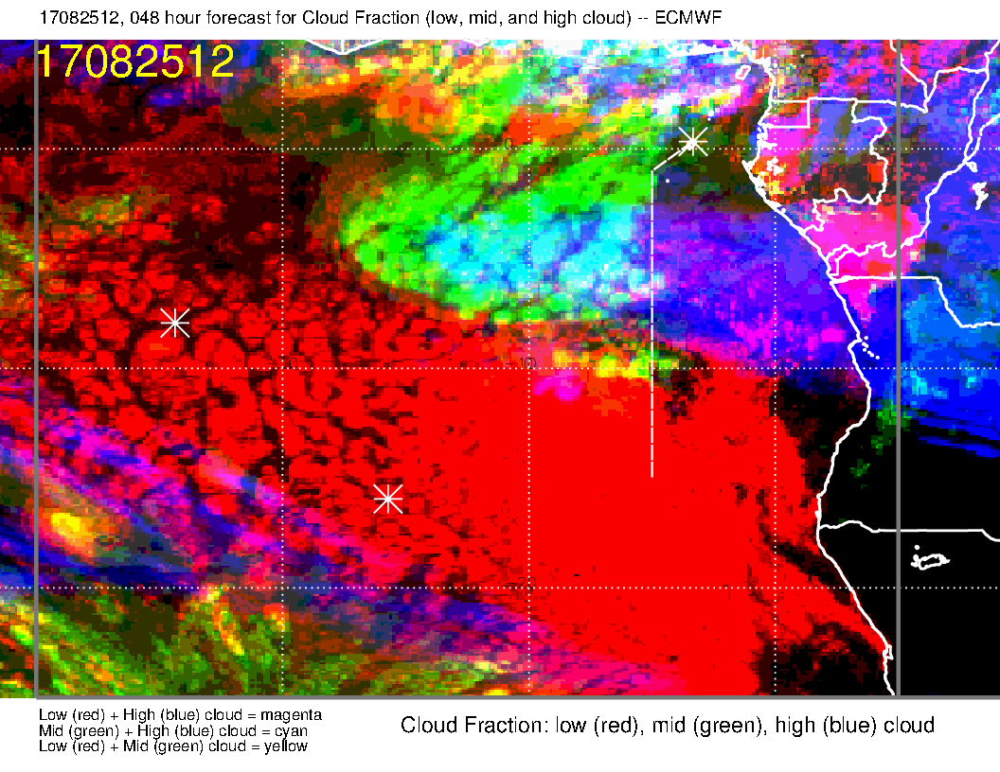 17082512, 048 hour forecast for Cloud Fraction (low, mid, and high cloud) -- ECMWF
17082512
0
-10
-20
Low (red) + High (blue) cloud = magenta
Mid (green) + High (blue) cloud = cyan
Low (red) + Mid (green) cloud = yellow
Cloud Fraction: low (red), mid (green), high (blue) cloud